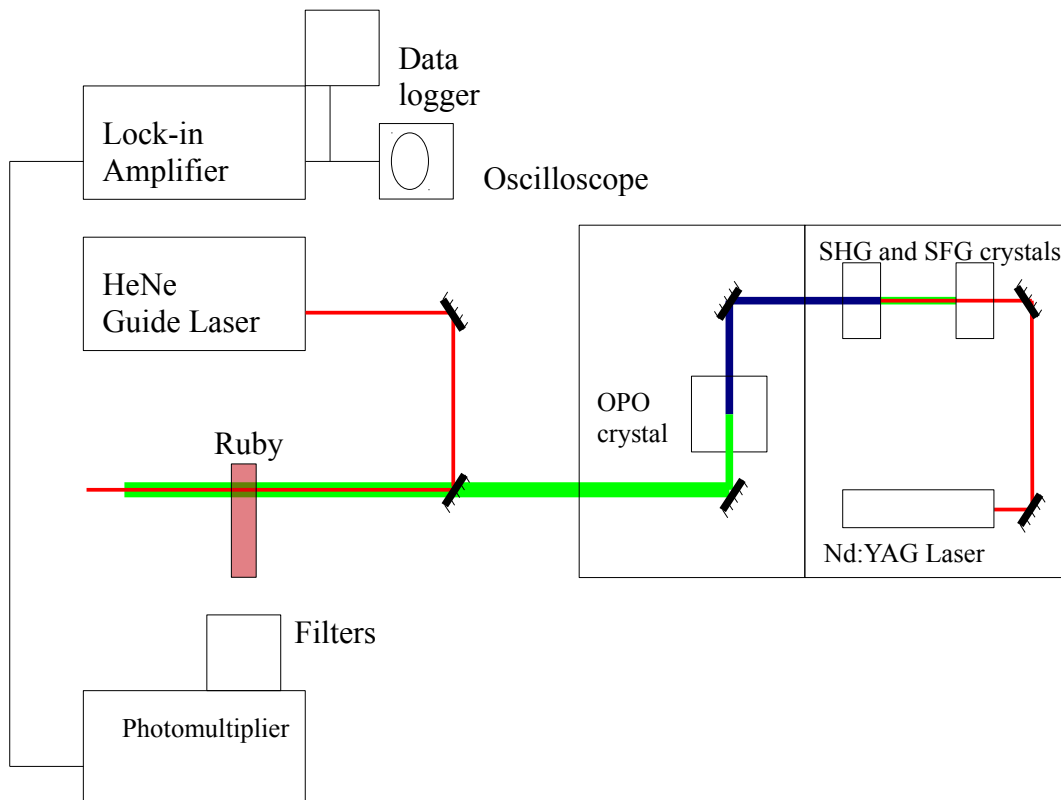 Data
logger
Lock-in
Amplifier
Oscilloscope
HeNe
Guide Laser
SHG and SFG crystals
OPO
crystal
Ruby
Nd:YAG Laser
Filters
Photomultiplier